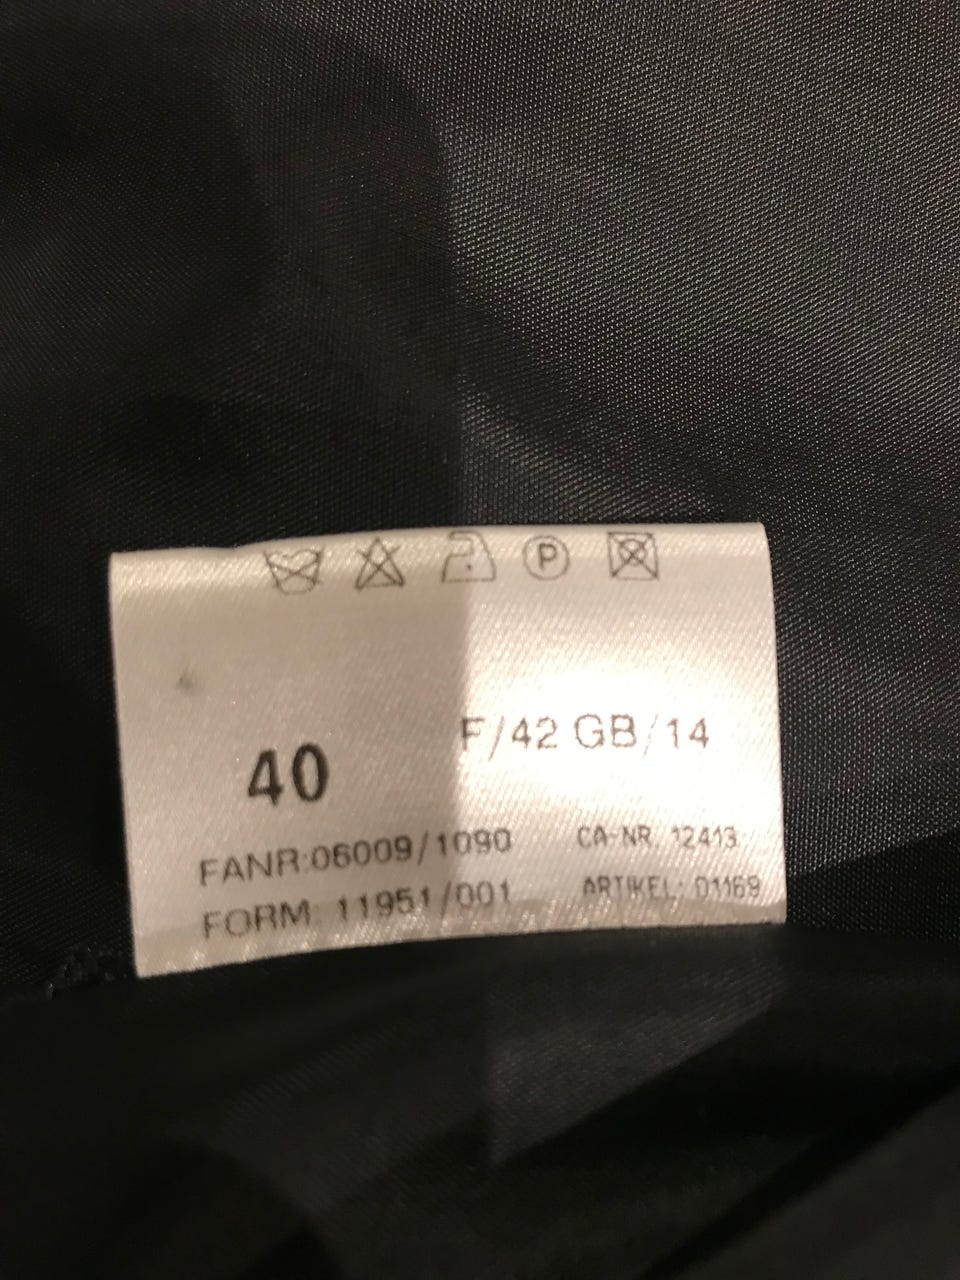 P
40 F/42 GB/14
FANR:06009/1090 CA-NR. 12413
FORM: 11951/001 ARTIKEL: 01169